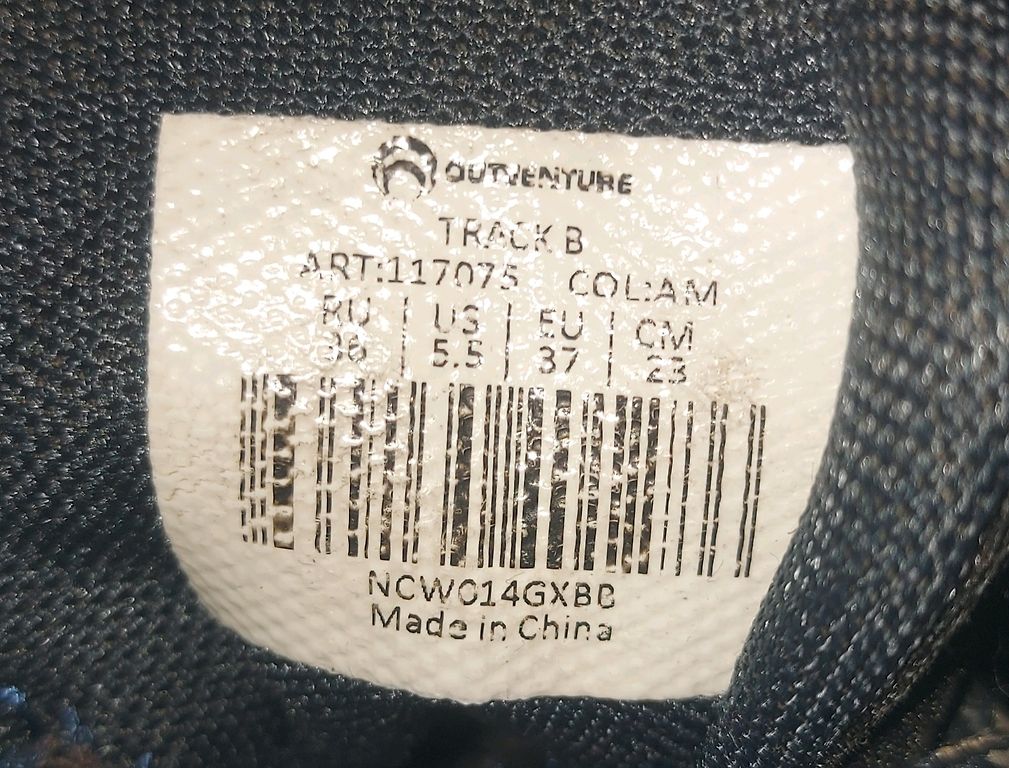 OUTVENTURE
TRACK B
ART:117075 COL:AM
RU | US | EU | CM
36 | 5.5 | 37 | 23
NCW014GXBB
Made in China